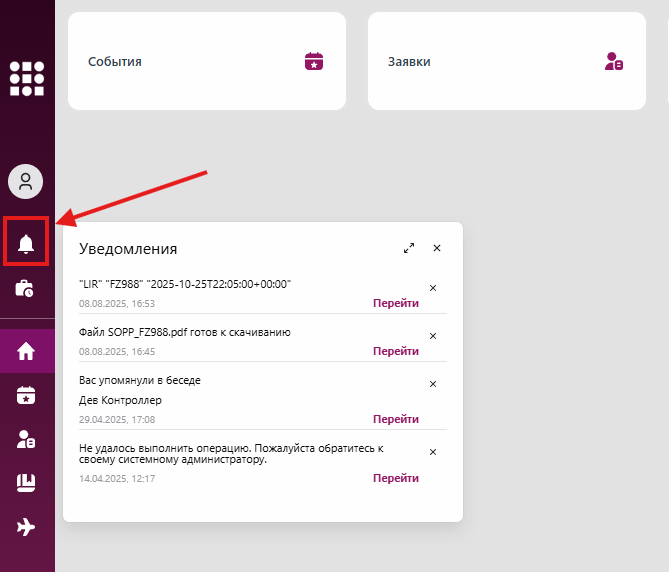 События
Заявки
Уведомления
"LIR" "FZ988" "2025-10-25T22:05:00+00:00"
08.08.2025, 16:53
Перейти
Файл SOPP_FZ988.pdf готов к скачиванию
08.08.2025, 16:45
Перейти
Вас упомянули в беседе
Дев Контроллер
29.04.2025, 17:08
Перейти
Не удалось выполнить операцию. Пожалуйста обратитесь к
своему системному администратору.
14.04.2025, 12:17
Перейти